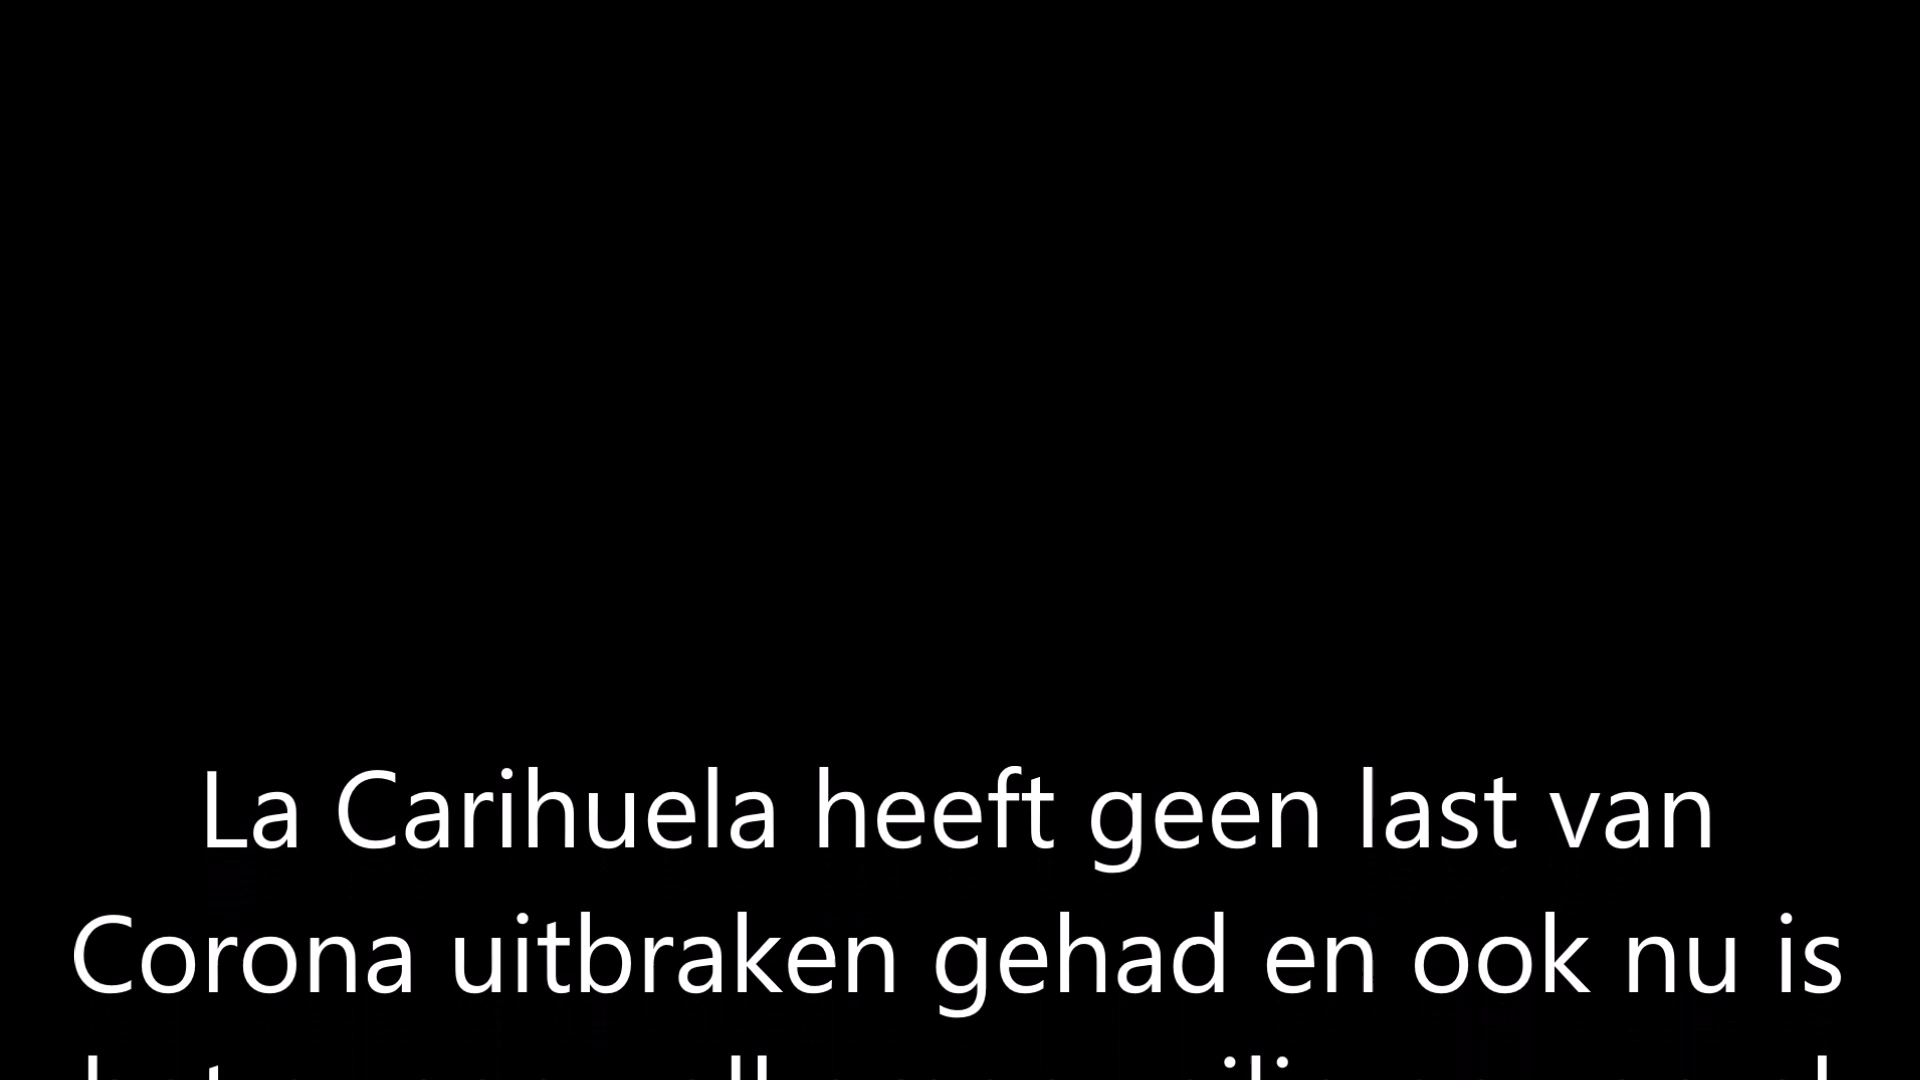 La Carihuela heeft geen last van
Corona uitbraken gehad en ook nu is